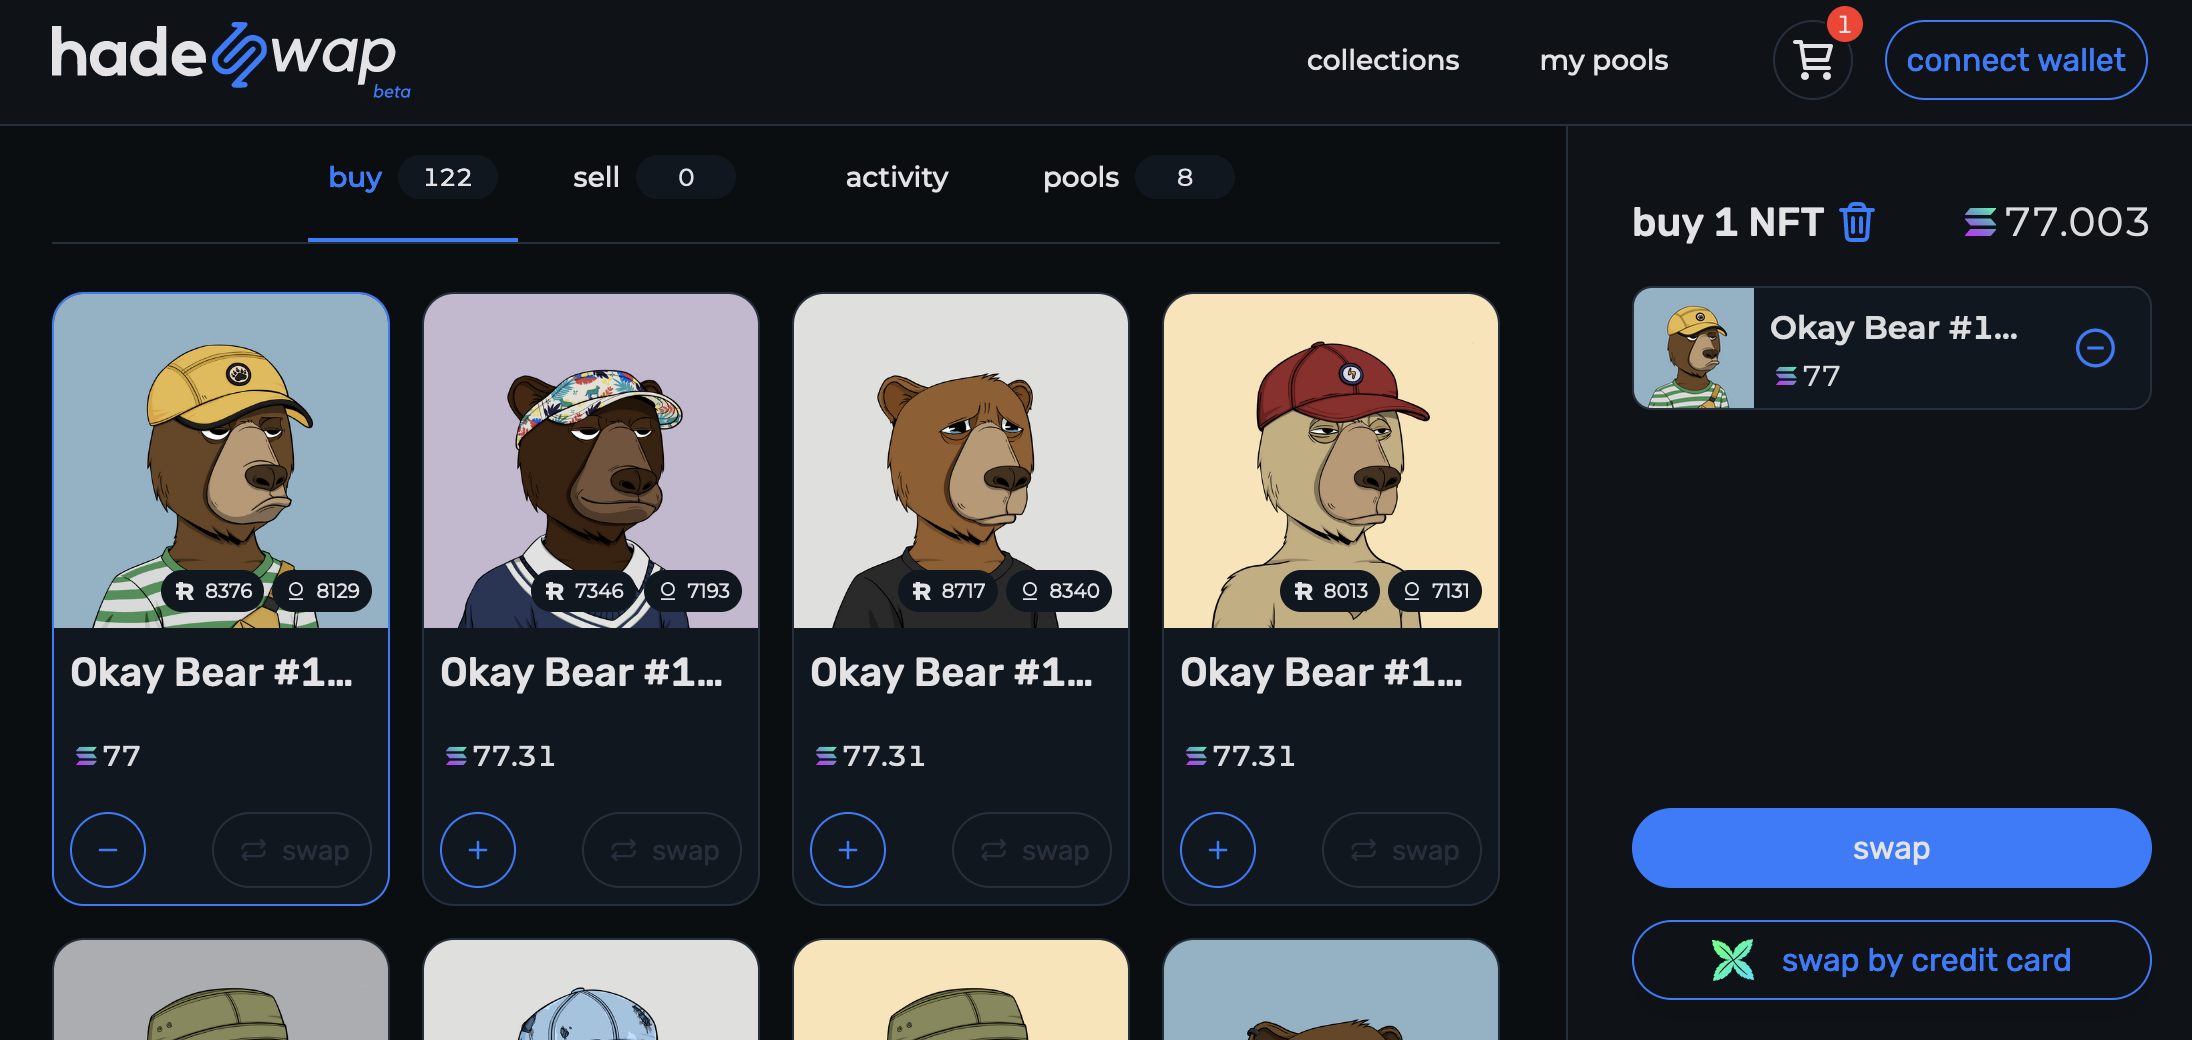 hadeswap
beta
collections
my pools
1
connect wallet
buy 122
sell 0
activity
pools 8
8376 8129
Okay Bear #1...
77
swap
7346 7193
Okay Bear #1...
77.31
swap
8717 8340
Okay Bear #1...
77.31
swap
8013 7131
Okay Bear #1...
77.31
swap
buy 1 NFT 77.003
Okay Bear #1...
77
swap
swap by credit card